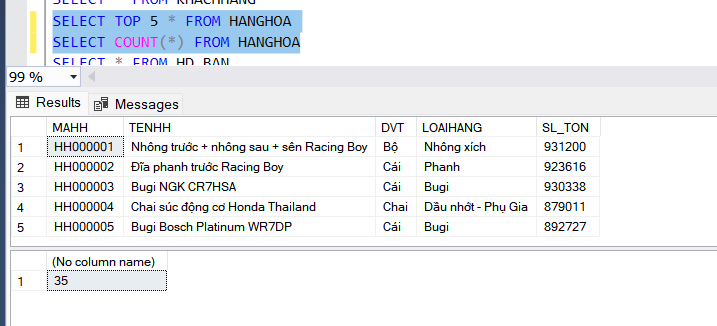 SELECT * FROM KHACHHANG
SELECT TOP 5 * FROM HANGHOA
SELECT COUNT(*) FROM HANGHOA
SELECT * FROM HD_BAN
99 %
Results Messages
MAHH TENHH DVT LOAIHANG SL_TON
1 HH000001 Nhông trước + nhông sau + sên Racing Boy Bộ Nhông xích 931200
2 HH000002 Đĩa phanh trước Racing Boy Cái Phanh 923616
3 HH000003 Bugi NGK CR7HSA Cái Bugi 930338
4 HH000004 Chai súc động cơ Honda Thailand Chai Dầu nhớt - Phụ Gia 879011
5 HH000005 Bugi Bosch Platinum WR7DP Cái Bugi 892727
(No column name)
1 35